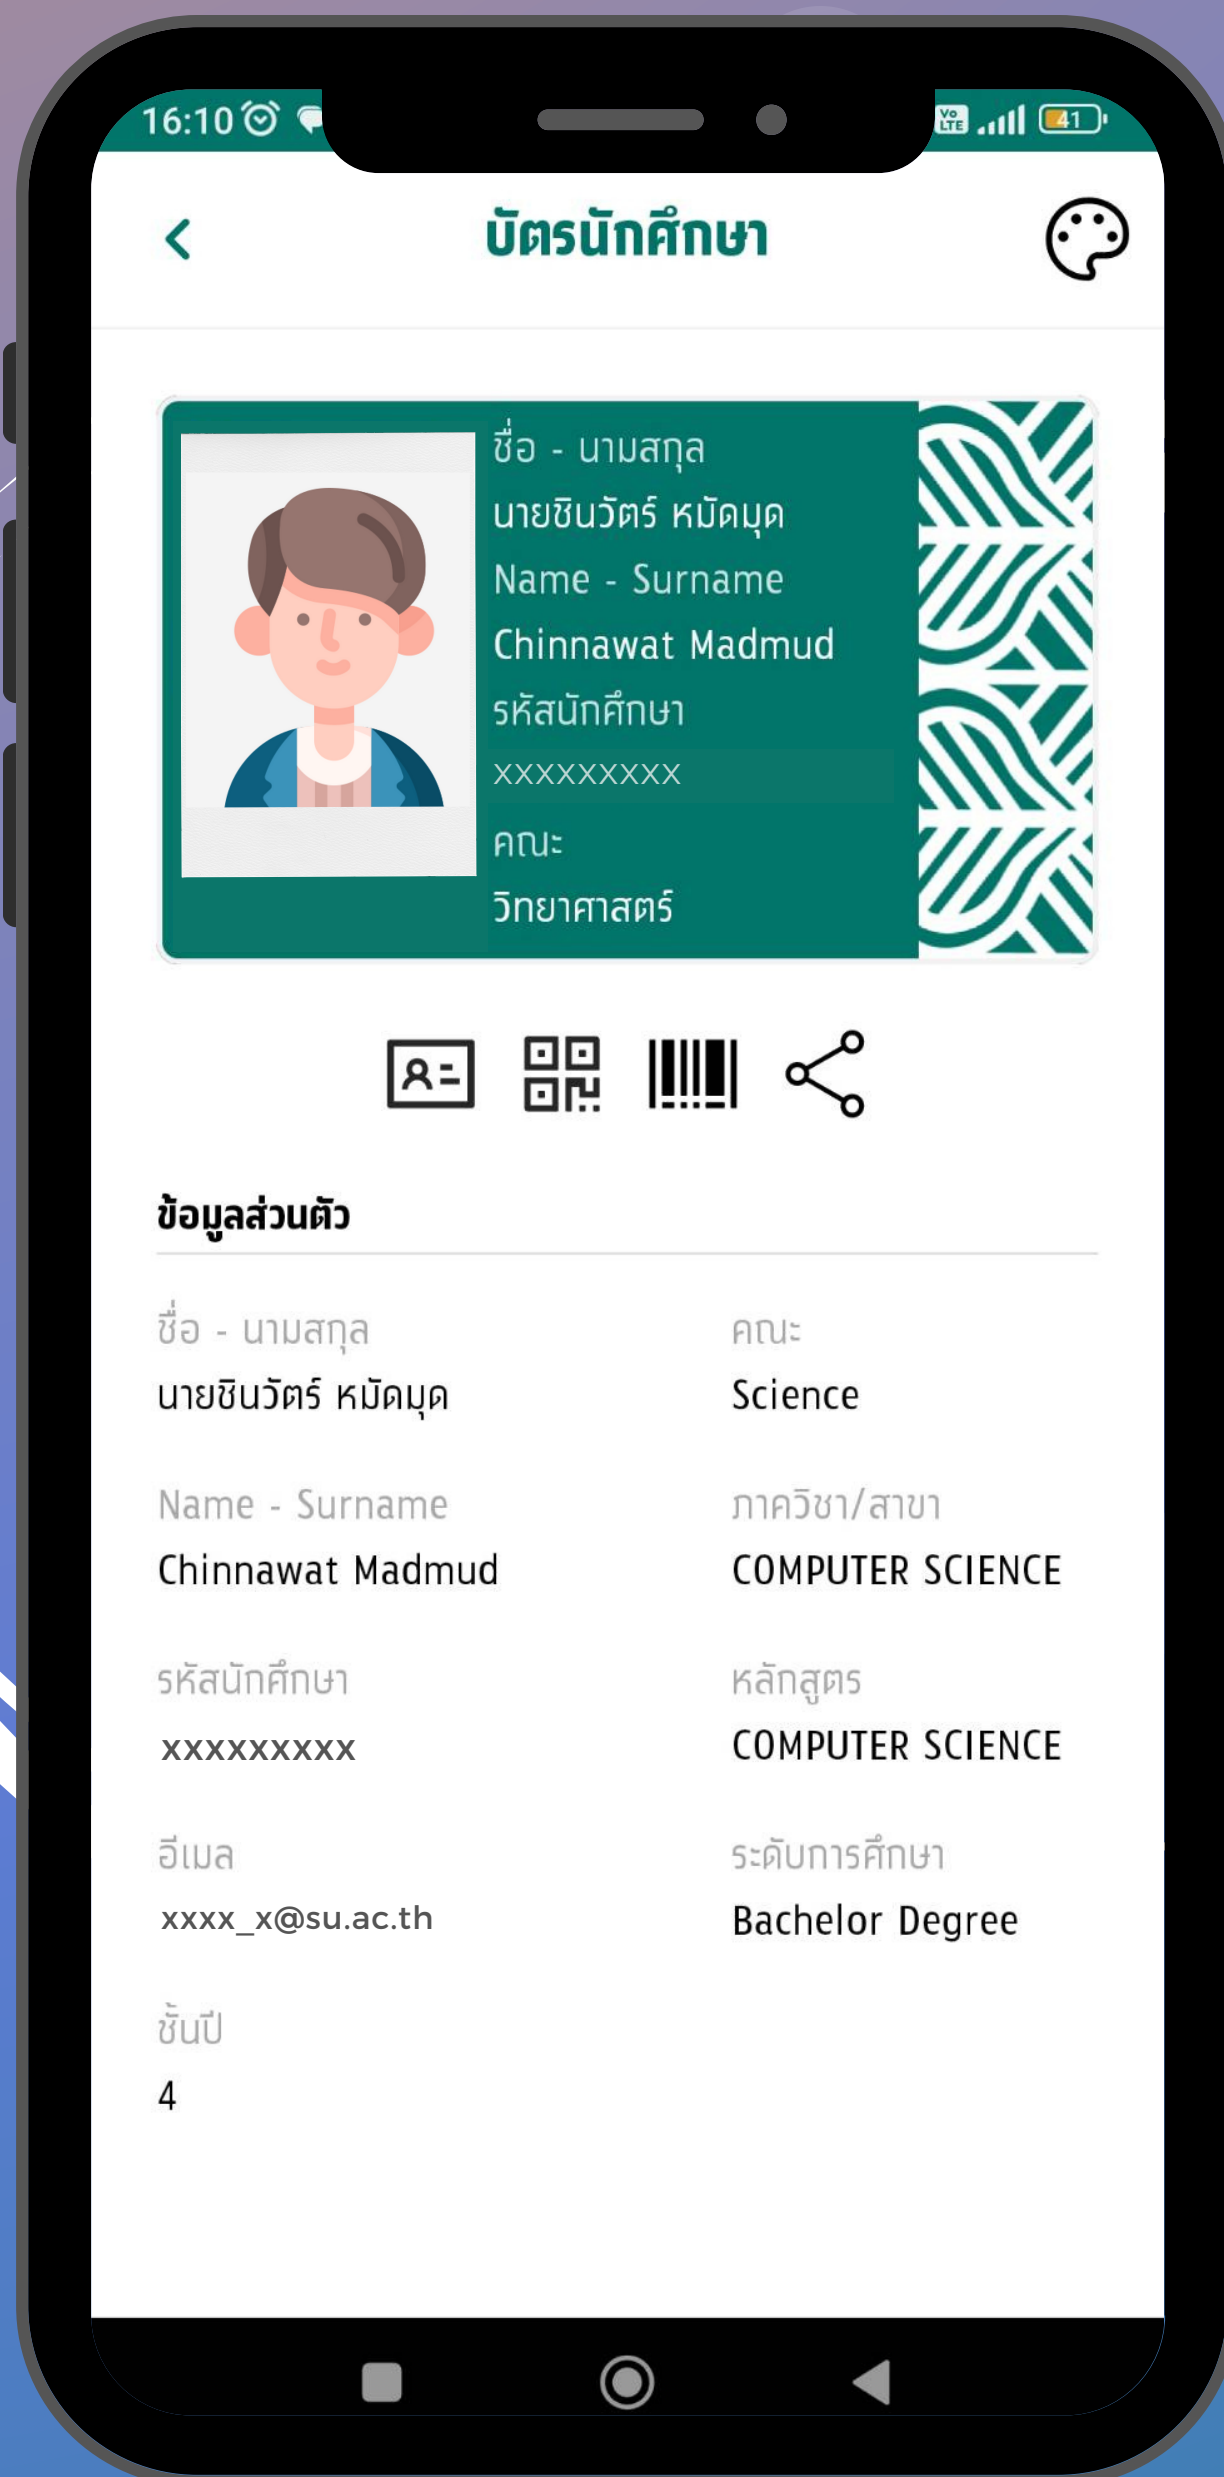 16:10
Vo LTE
41
บัตรนักศึกษา
ชื่อ - นามสกุล
นายชินวัตร์ หมัดมุด
Name - Surname
Chinnawat Madmud
รหัสนักศึกษา
xxxxxxxxx
คณะ
วิทยาศาสตร์
ข้อมูลส่วนตัว
ชื่อ - นามสกุล
นายชินวัตร์ หมัดมุด
คณะ
Science
Name - Surname
Chinnawat Madmud
ภาควิชา/สาขา
COMPUTER SCIENCE
รหัสนักศึกษา
xxxxxxxxx
หลักสูตร
COMPUTER SCIENCE
อีเมล
xxxx_x@su.ac.th
ระดับการศึกษา
Bachelor Degree
ชั้นปี
4